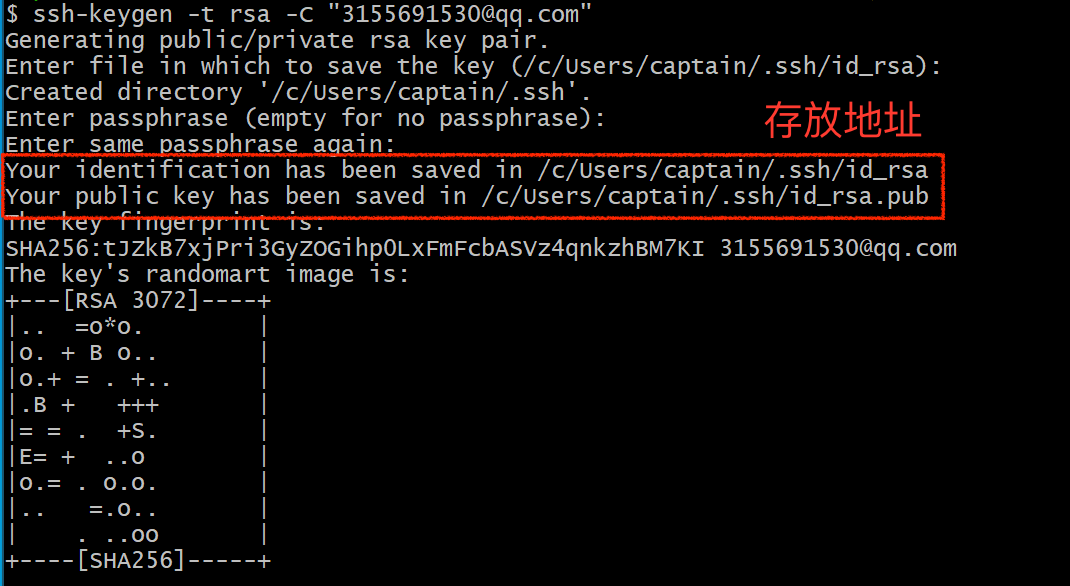 $ ssh-keygen -t rsa -C "3155691530@qq.com"
Generating public/private rsa key pair.
Enter file in which to save the key (/c/Users/captain/.ssh/id_rsa):
Created directory '/c/Users/captain/.ssh'.
Enter passphrase (empty for no passphrase):
存放地址
Enter same passphrase again:
Your identification has been saved in /c/Users/captain/.ssh/id_rsa
Your public key has been saved in /c/Users/captain/.ssh/id_rsa.pub
The key fingerprint is:
SHA256:tJZkB7xjPri3GyZOGihp0LxFmFcbASVz4qnkzhBM7KI 3155691530@qq.com
The key's randomart image is:
+---[RSA 3072]----+
|..  =o*o.        |
|o. + B o..       |
|o.+ = . +..      |
|.B +   +++       |
|= = .  +S.       |
|E= +  ..o        |
|o.= . o.o.       |
|..   =.o..       |
|    . ..oo       |
+----[SHA256]-----+